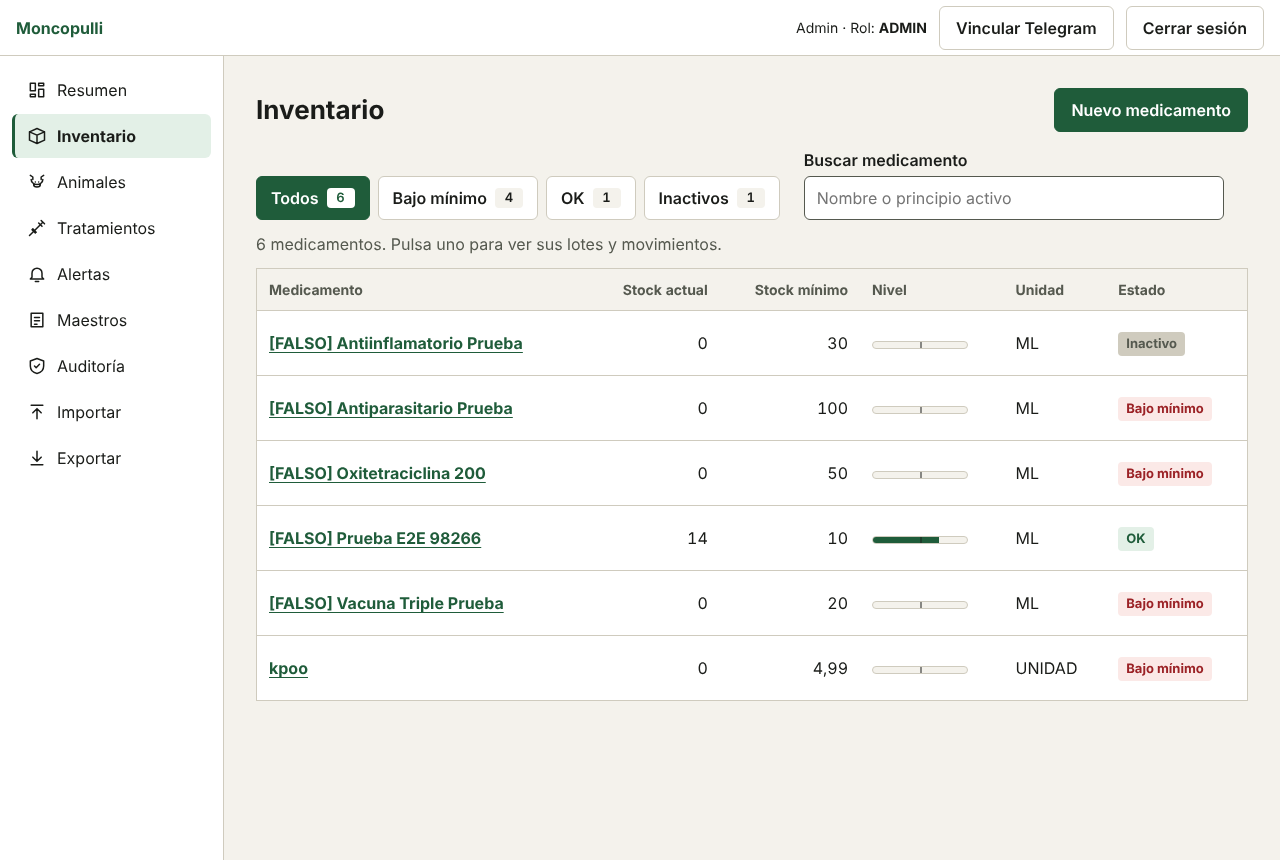 Moncopulli
Admin · Rol: ADMIN
Vincular Telegram
Cerrar sesión
Resumen
Inventario
Animales
Tratamientos
Alertas
Maestros
Auditoría
Importar
Exportar
Inventario
Nuevo medicamento
Todos 6
Bajo mínimo 4
OK 1
Inactivos 1
Buscar medicamento
Nombre o principio activo
6 medicamentos. Pulsa uno para ver sus lotes y movimientos.
Medicamento Stock actual Stock mínimo Nivel Unidad Estado
[FALSO] Antiinflamatorio Prueba 0 30 ML Inactivo
[FALSO] Antiparasitario Prueba 0 100 ML Bajo mínimo
[FALSO] Oxitetraciclina 200 0 50 ML Bajo mínimo
[FALSO] Prueba E2E 98266 14 10 ML OK
[FALSO] Vacuna Triple Prueba 0 20 ML Bajo mínimo
kpoo 0 4,99 UNIDAD Bajo mínimo